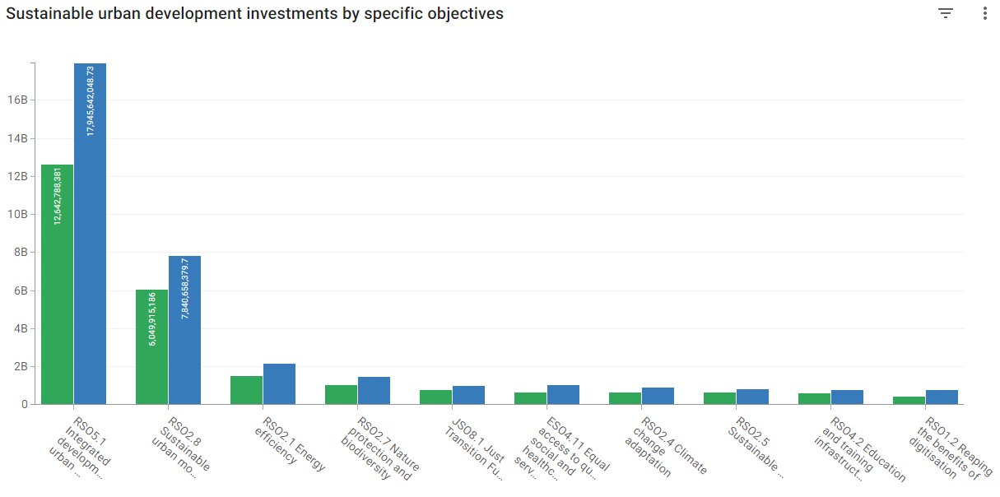 Sustainable urban development investments by specific objectives
16B
14B
12B
10B
8B
6B
4B
2B
0
12,642,788,381
17,945,642,048.73
6,049,915,186
7,840,658,379.7
RSO5.1
Integrated
developm...
urban ...
RSO2.8
Sustainable
urban mo...
RSO2.1 Energy
efficiency
RSO2.7 Nature
protection and
biodiversity
JSO8.1 Just
Transition Fu...
ESO4.11 Equal
access to qu...
social and
healthc...
serv...
RSO2.4 Climate
change
adaptation
RSO2.5
Sustainable ...
RSO4.2 Education
and training
infrastruct...
RSO1.2 Reaping
the benefits of
digitisation